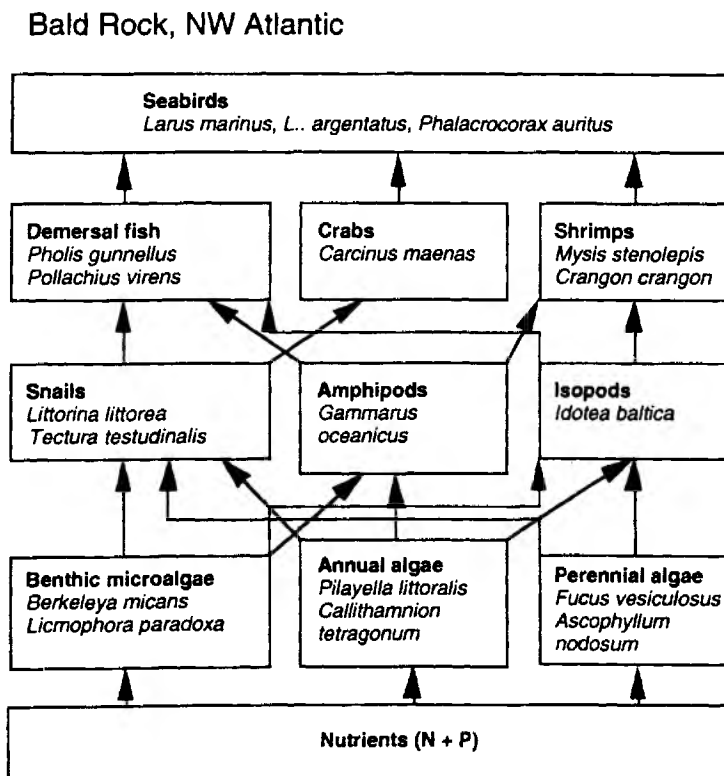 Bald Rock, NW Atlantic
Seabirds
Larus marinus, L.. argentatus, Phalacrocorax auritus
Demersal fish
Pholis gunnellus
Pollachius virens
Crabs
Carcinus maenas
Shrimps
Mysis stenolepis
Crangon crangon
Snails
Littorina littorea
Tectura testudinalis
Amphipods
Gammarus
oceanicus
Isopods
Idotea baltica
Benthic microalgae
Berkeleya micans
Licmophora paradoxa
Annual algae
Pilayella littoralis
Callithamnion
tetragonum
Perennial algae
Fucus vesiculosus
Ascophyllum
nodosum
Nutrients (N + P)